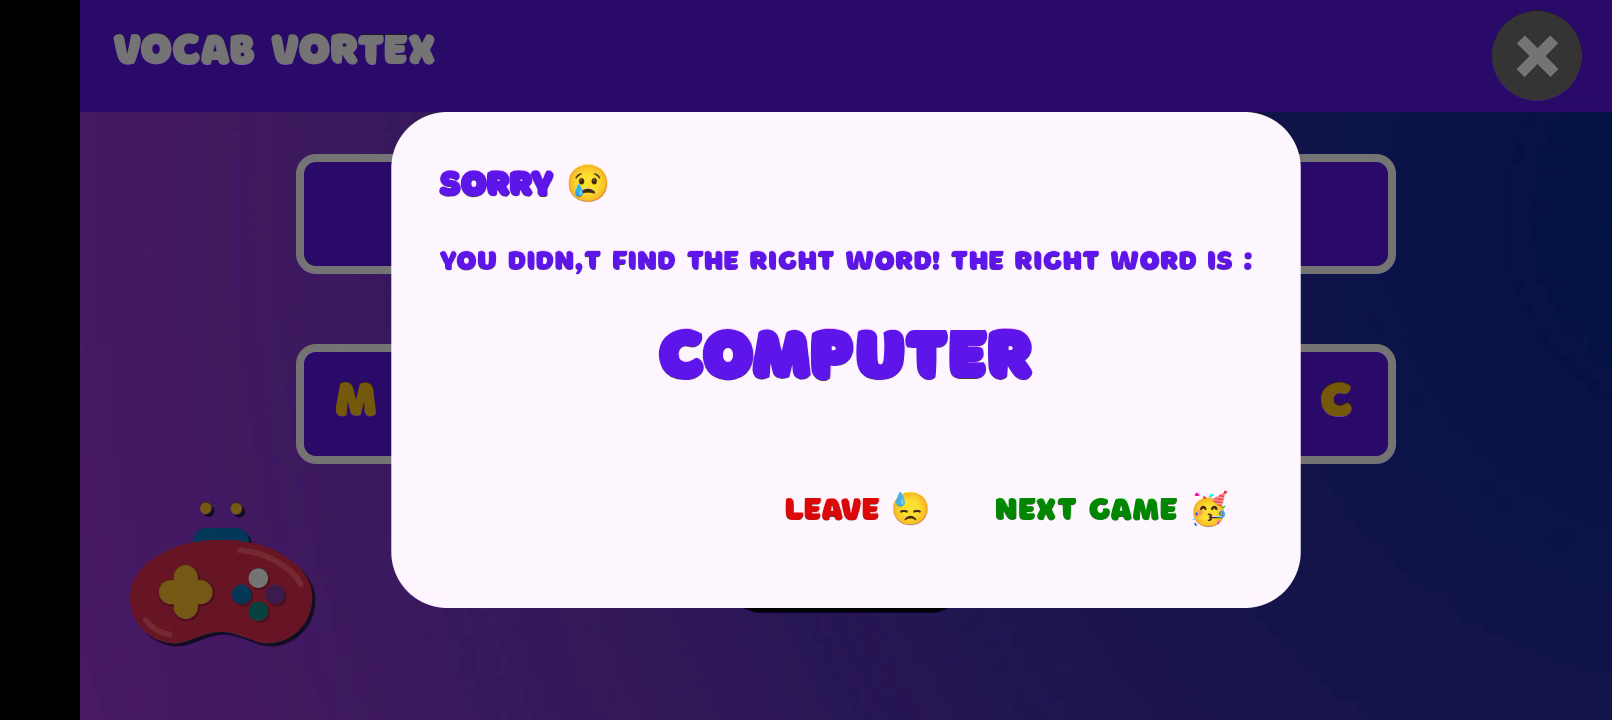 VOCAB VORTEX
SORRY 😢
YOU DIDN,T FIND THE RIGHT WORD! THE RIGHT WORD IS :
COMPUTER
M C
LEAVE 😓 NEXT GAME 🥳